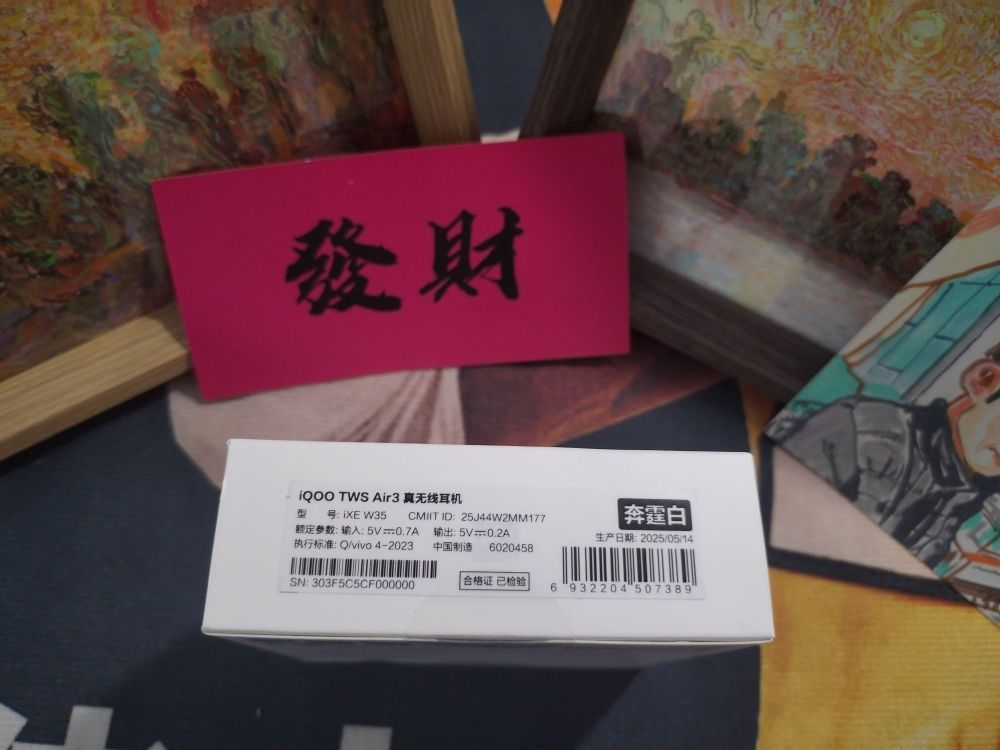 發財
iQOO TWS Air3 真无线耳机
型 号: iXE W35 CMIIT ID: 25J44W2MM177
额定参数: 输入: 5V⎓0.7A 输出: 5V⎓0.2A
执行标准: Q/vivo 4-2023 中国制造 6020458
SN: 303F5C5CF000000
合格证 已检验
奔霆白
生产日期: 2025/05/14
6 932204 507389